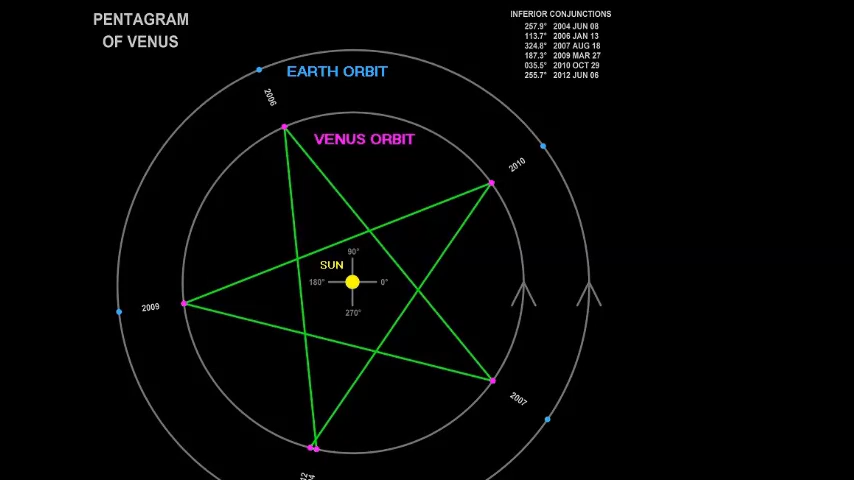 PENTAGRAM
OF VENUS
INFERIOR CONJUNCTIONS
257.9° 2004 JUN 08
113.7° 2006 JAN 13
324.8° 2007 AUG 18
187.3° 2009 MAR 27
035.5° 2010 OCT 29
255.7° 2012 JUN 06
EARTH ORBIT
2006
VENUS ORBIT
2010
90°
SUN
180°
0°
270°
2009
2007